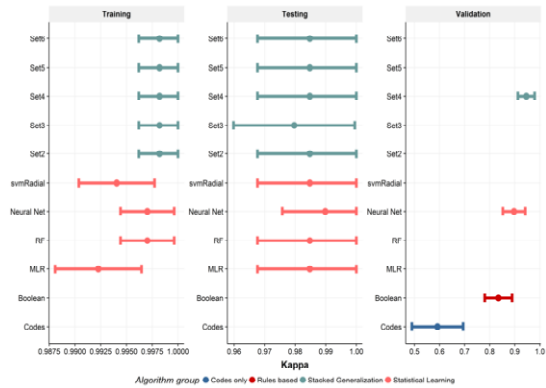 Training Testing Validation
Set6
Set5
Set4
Set3
Set2
svmRadial
Neural Net
RF
MLR
Boolean
Codes
Set6
Set5
Set4
Set3
Set2
svmRadial
Neural Net
RF
MLR
Boolean
Codes
Set6
Set5
Set4
Set3
Set2
svmRadial
Neural Net
RF
MLR
Boolean
Codes
0.9875 0.9900 0.9925 0.9950 0.9975 1.0000 0.96 0.97 0.98 0.99 1.00 0.5 0.6 0.7 0.8 0.9 1.0
Kappa
Algorithm group Codes only Rules based Stacked Generalization Statistical Learning